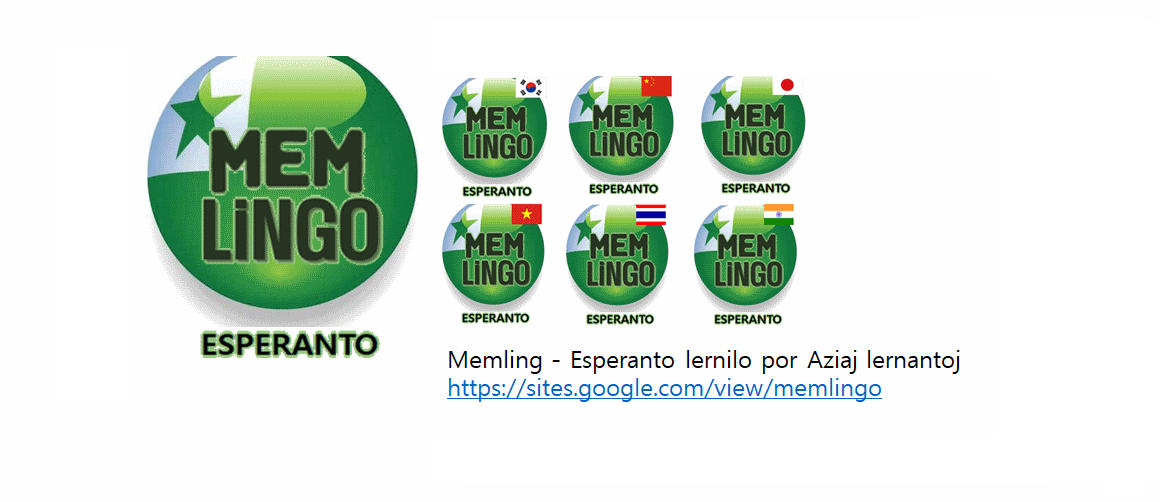 MEM
LiNGO
ESPERANTO
MEM
LiNGO
ESPERANTO
MEM
LiNGO
ESPERANTO
MEM
LiNGO
ESPERANTO
MEM
LiNGO
ESPERANTO
MEM
LiNGO
ESPERANTO
MEM
LiNGO
ESPERANTO
Memling - Esperanto lernilo por Aziaj lernantoj
https://sites.google.com/view/memlingo